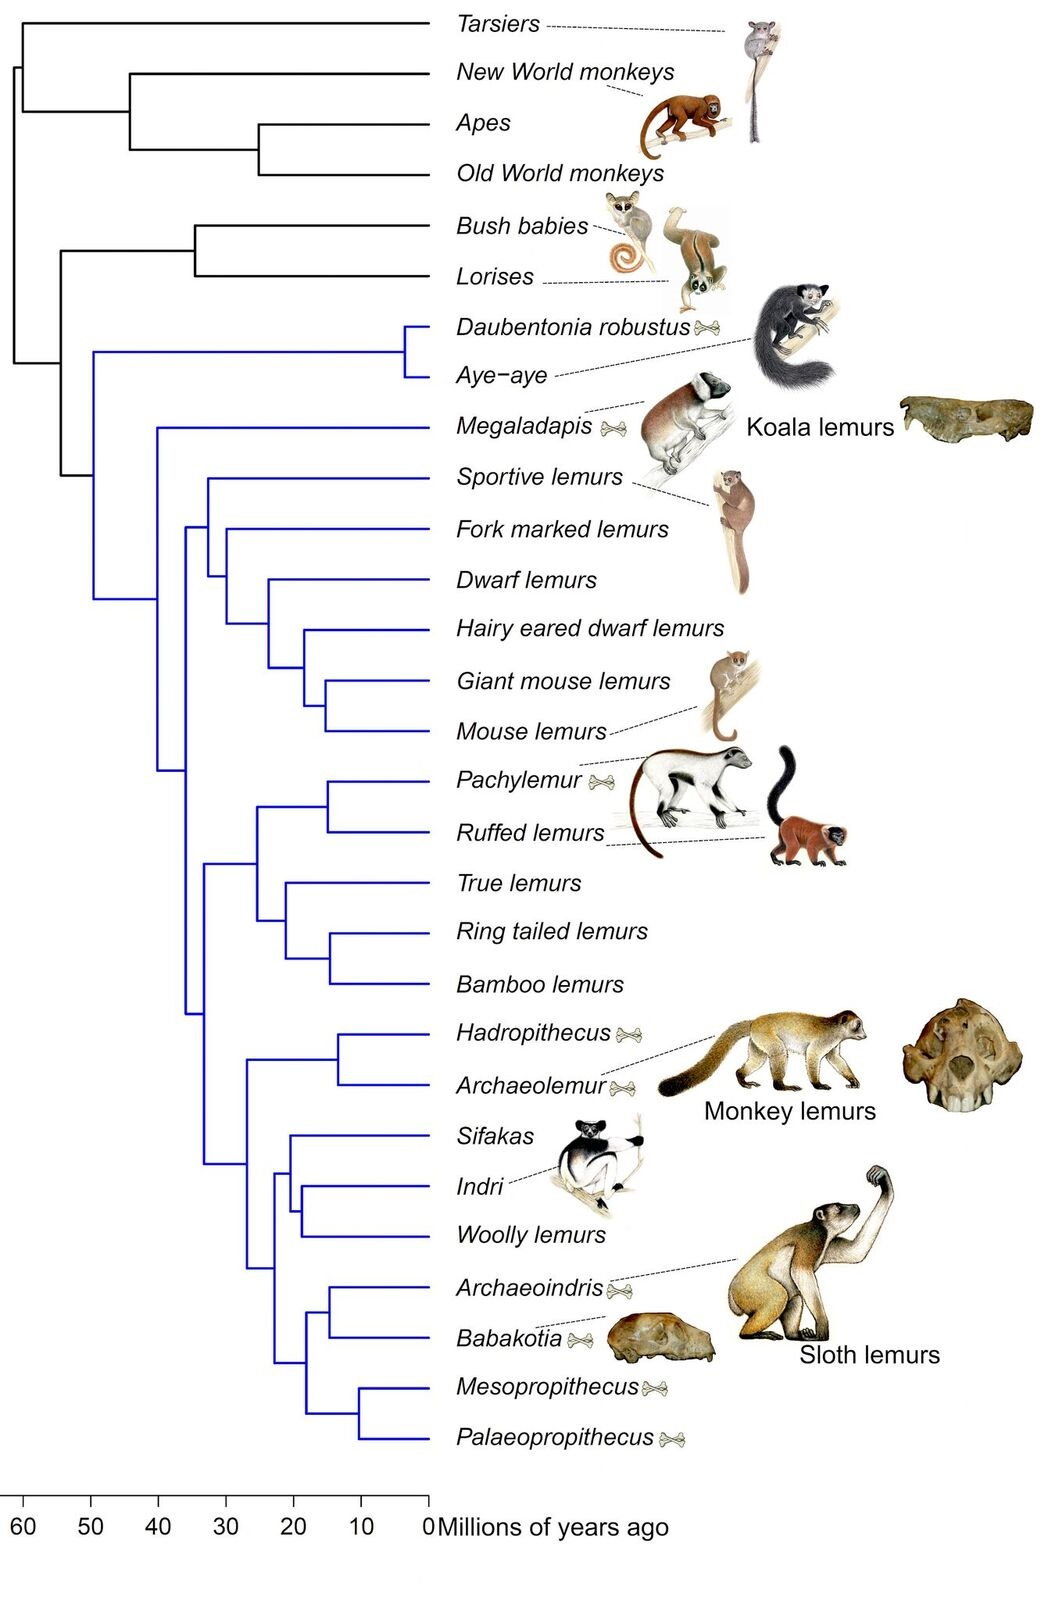 Tarsiers
New World monkeys
Apes
Old World monkeys
Bush babies
Lorises
Daubentonia robustus
Aye–aye
Megaladapis
Koala lemurs
Sportive lemurs
Fork marked lemurs
Dwarf lemurs
Hairy eared dwarf lemurs
Giant mouse lemurs
Mouse lemurs
Pachylemur
Ruffed lemurs
True lemurs
Ring tailed lemurs
Bamboo lemurs
Hadropithecus
Archaeolemur
Monkey lemurs
Sifakas
Indri
Woolly lemurs
Archaeoindris
Babakotia
Sloth lemurs
Mesopropithecus
Palaeopropithecus
60 50 40 30 20 10 0 Millions of years ago